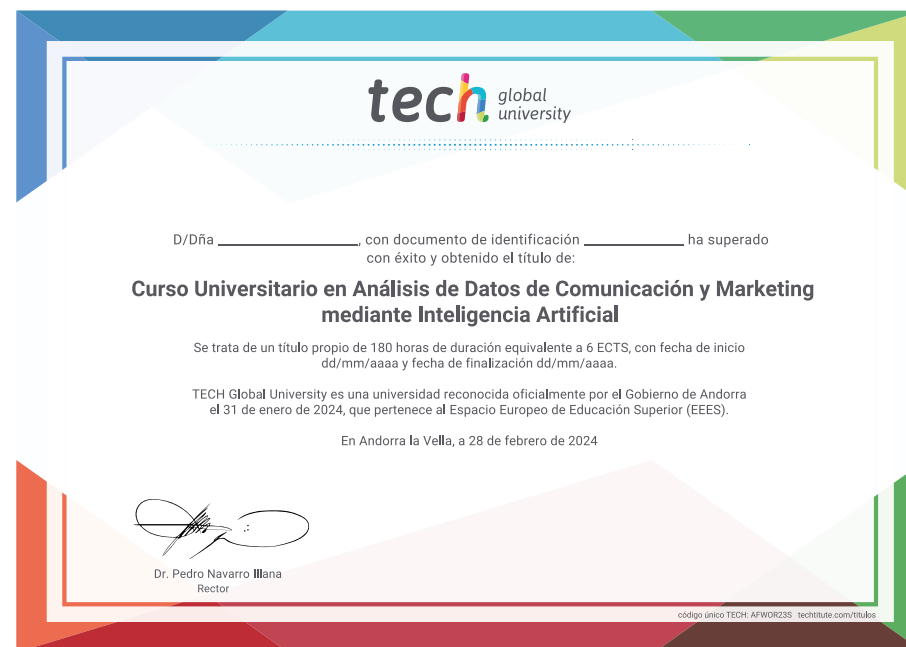 tech global university
D/Dña ______________, con documento de identificación __________ ha superado
con éxito y obtenido el título de:
Curso Universitario en Análisis de Datos de Comunicación y Marketing
mediante Inteligencia Artificial
Se trata de un título propio de 180 horas de duración equivalente a 6 ECTS, con fecha de inicio
dd/mm/aaaa y fecha de finalización dd/mm/aaaa.
TECH Global University es una universidad reconocida oficialmente por el Gobierno de Andorra
el 31 de enero de 2024, que pertenece al Espacio Europeo de Educación Superior (EEES).
En Andorra la Vella, a 28 de febrero de 2024
Dr. Pedro Navarro Illana
Rector
código único TECH: AFWOR23S techtitute.com/titulos